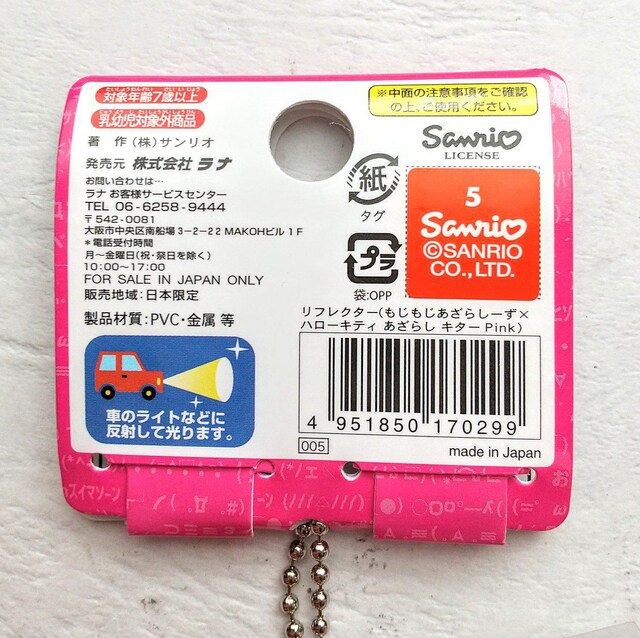 対象年齢7歳以上
乳幼児対象外商品
※中面の注意事項をご確認
の上、ご使用ください。
著 作 (株)サンリオ
発売元 株式会社 ラナ
お問い合わせは…
ラナ お客様サービスセンター
TEL 06-6258-9444
〒542-0081
大阪市中央区南船場3-2-22 MAKOHビル1F
*電話受付時間
月～金曜日(祝・祭日を除く)
10:00～17:00
FOR SALE IN JAPAN ONLY
販売地域:日本限定
製品材質:PVC・金属 等
車のライトなどに
反射して光ります。
Sanrio
LICENSE
紙
タグ
プラ
袋:OPP
5
Sanrio
©SANRIO
CO.,LTD.
リフレクター(もじもじあざらしーず×
ハローキティ あざらし キター Pink)
4 951850 170299
005
made in Japan
スイマソーン